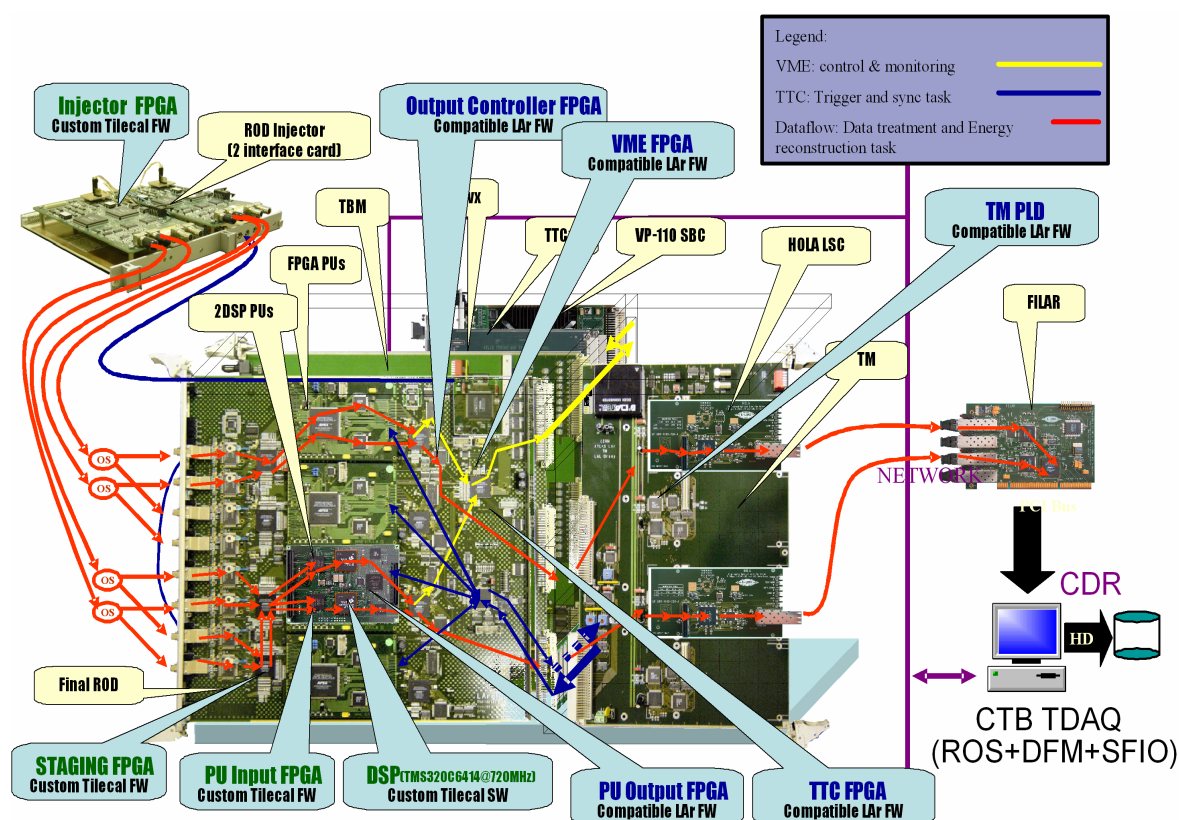 Legend:
VME: control & monitoring
TTC: Trigger and sync task
Dataflow: Data treatment and Energy
reconstruction task
Injector FPGA
Custom Tilecal FW
ROD Injector
(2 interface card)
Output Controller FPGA
Compatible LAr FW
VME FPGA
Compatible LAr FW
TBM
VX
TTC
VP-110 SBC
HOLA LSC
TM PLD
Compatible LAr FW
FPGA PUs
2DSP PUs
FILAR
TM
OS
OS
OS
OS
NETWORK
PCI Bus
CDR
HD
Final ROD
CTB TDAQ
(ROS+DFM+SFIO)
STAGING FPGA
Custom Tilecal FW
PU Input FPGA
Custom Tilecal FW
DSP(TMS320C6414@720MHz)
Custom Tilecal SW
PU Output FPGA
Compatible LAr FW
TTC FPGA
Compatible LAr FW